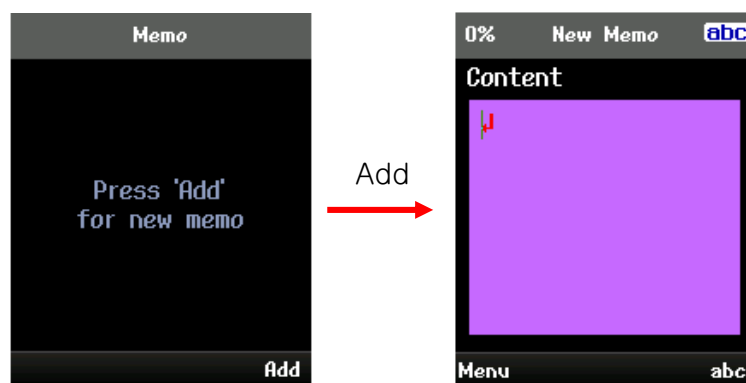 Memo
Press 'Add'
for new memo
Add
Add
0% New Memo abc
Content
Menu abc